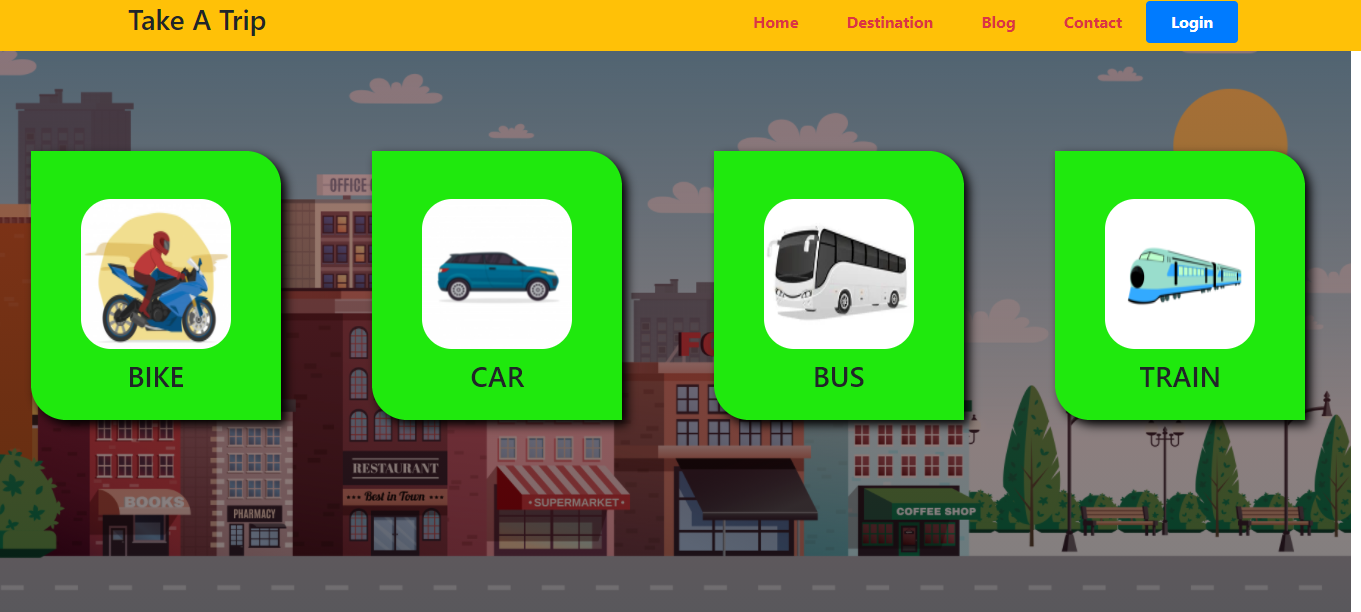 Take A Trip
Home Destination Blog Contact Login
OFFICE
BIKE CAR BUS TRAIN
RESTAURANT
Best in Town
BOOKS
SUPERMARKET
PHARMACY
COFFEE SHOP